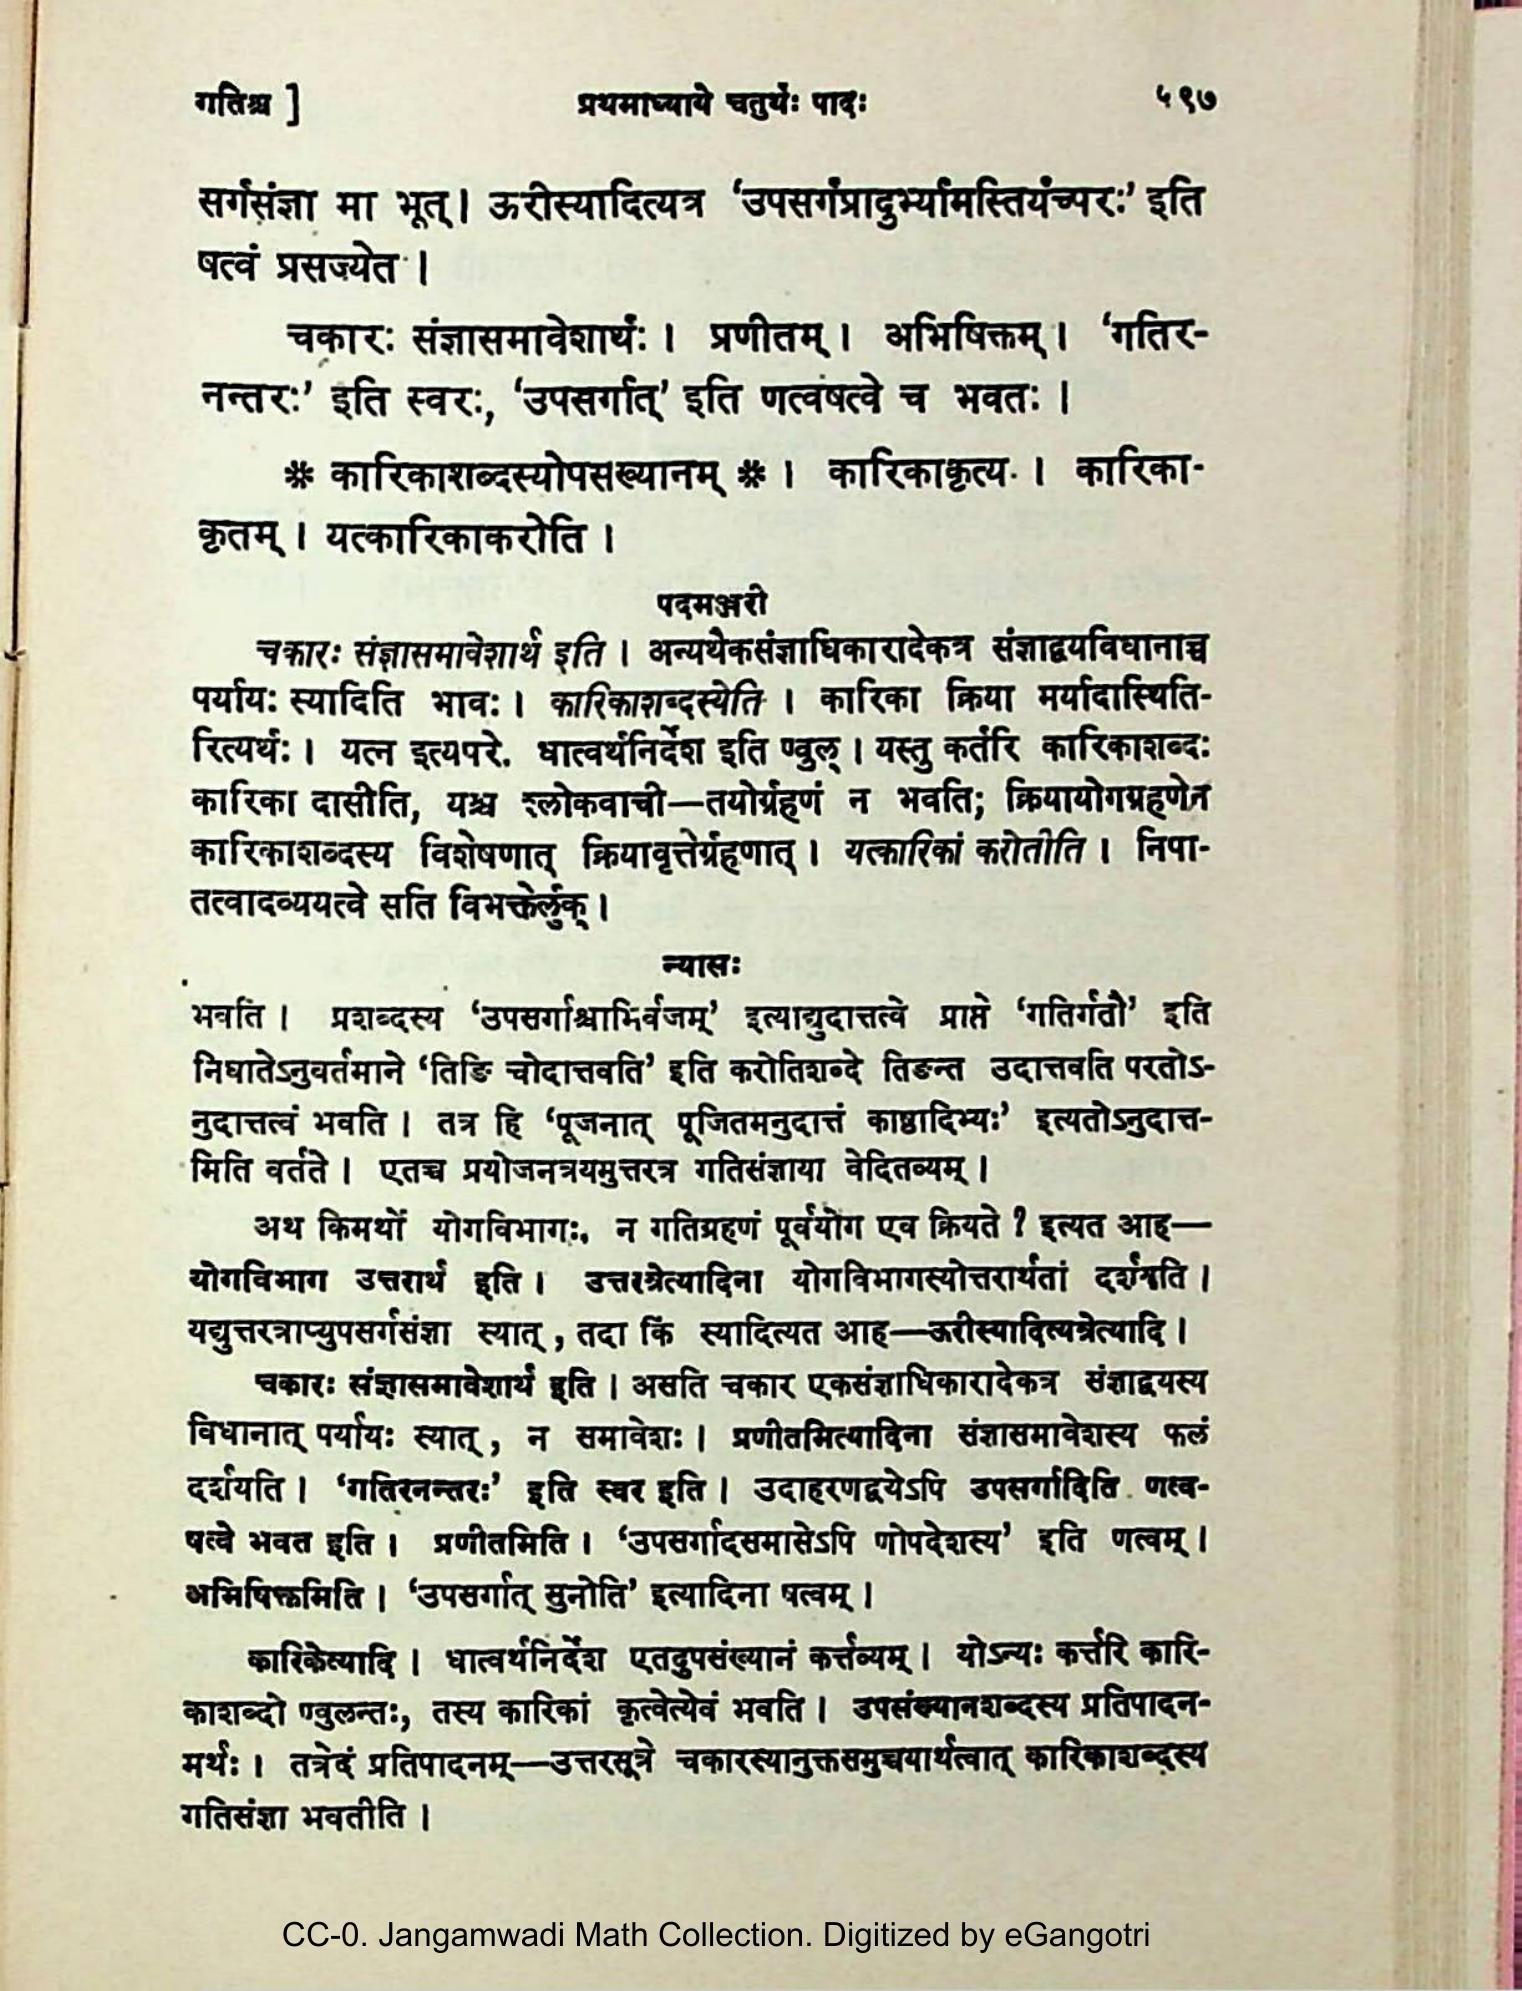 गतिश्च ]
प्रथमाध्याये चतुर्थः पादः
५९७
सर्गसंज्ञा मा भूत् । ऊरीस्यादित्यत्र ‘उपसर्गप्रादुर्भ्यामस्तिर्यच्परः’ इति
षत्वं प्रसज्येत ।
चकारः संज्ञासमावेशार्थः । प्रणीतम् । अभिषिक्तम् । ‘गतिर-
नन्तरः’ इति स्वरः, ‘उपसर्गात्’ इति णत्वषत्वे च भवतः ।
❊ कारिकाशब्दस्योपसख्यानम् ❊ । कारिकाकृत्य । कारिका-
कृतम् । यत्कारिकाकरोति ।
पदमञ्जरी
चकारः संज्ञासमावेशार्थ इति । अन्यथैकसंज्ञाधिकारादेकत्र संज्ञाद्वयविधानाच्च
पर्यायः स्यादिति भावः । कारिकाशब्दस्येति । कारिका क्रिया मर्यादास्थिति-
रित्यर्थः । यत्न इत्यपरे. धात्वर्थनिर्देश इति ण्वुल् । यस्तु कर्तरि कारिकाशब्दः
कारिका दासीति, यश्च श्लोकवाची—तयोर्ग्रहणं न भवति; क्रियायोगग्रहणेन
कारिकाशब्दस्य विशेषणात् क्रियावृत्तेर्ग्रहणात् । यत्कारिकां करोतीति । निपा-
तत्वादव्ययत्वे सति विभक्तेर्लुक् ।
न्यासः
भवति । प्रशब्दस्य ‘उपसर्गाश्चाभिर्वजम्’ इत्याद्युदात्तत्वे प्राप्ते ‘गतिर्गतौ’ इति
निघातेऽनुवर्तमाने ‘तिङि चोदात्तवति’ इति करोतिशब्दे तिङन्त उदात्तवति परतोऽ-
नुदात्तत्वं भवति । तत्र हि ‘पूजनात् पूजितमनुदात्तं काष्ठादिभ्यः’ इत्यतोऽनुदात्त-
मिति वर्तते । एतच्च प्रयोजनत्रयमुत्तरत्र गतिसंज्ञाया वेदितव्यम् ।
अथ किमर्थो योगविभागः, न गतिग्रहणं पूर्वयोग एव क्रियते ? इत्यत आह—
योगविभाग उत्तरार्थ इति । उत्तरत्रेत्यादिना योगविभागस्योत्तरार्थतां दर्शयति ।
यद्युत्तरत्राप्युपसर्गसंज्ञा स्यात् , तदा किं स्यादित्यत आह—ऊरीस्यादित्यत्रेत्यादि ।
चकारः संज्ञासमावेशार्थ इति । असति चकार एकसंज्ञाधिकारादेकत्र संज्ञाद्वयस्य
विधानात् पर्यायः स्यात् , न समावेशः । प्रणीतमित्यादिना संज्ञासमावेशस्य फलं
दर्शयति । ‘गतिरनन्तरः’ इति स्वर इति । उदाहरणद्वयेऽपि उपसर्गादिति णत्व-
षत्वे भवत इति । प्रणीतमिति । ‘उपसर्गादसमासेऽपि णोपदेशस्य’ इति णत्वम् ।
अभिषिक्तमिति । ‘उपसर्गात् सुनोति’ इत्यादिना षत्वम् ।
कारिकेत्यादि । धात्वर्थनिर्देश एतदुपसंख्यानं कर्त्तव्यम् । योऽन्यः कर्त्तरि कारि-
काशब्दो ण्वुलन्तः, तस्य कारिकां कृत्वेत्येवं भवति । उपसंख्यानशब्दस्य प्रतिपादन-
मर्थः । तत्रेदं प्रतिपादनम्—उत्तरसूत्रे चकारस्यानुक्तसमुच्चयार्थत्वात् कारिकाशब्दस्य
गतिसंज्ञा भवतीति ।
CC-0. Jangamwadi Math Collection. Digitized by eGangotri